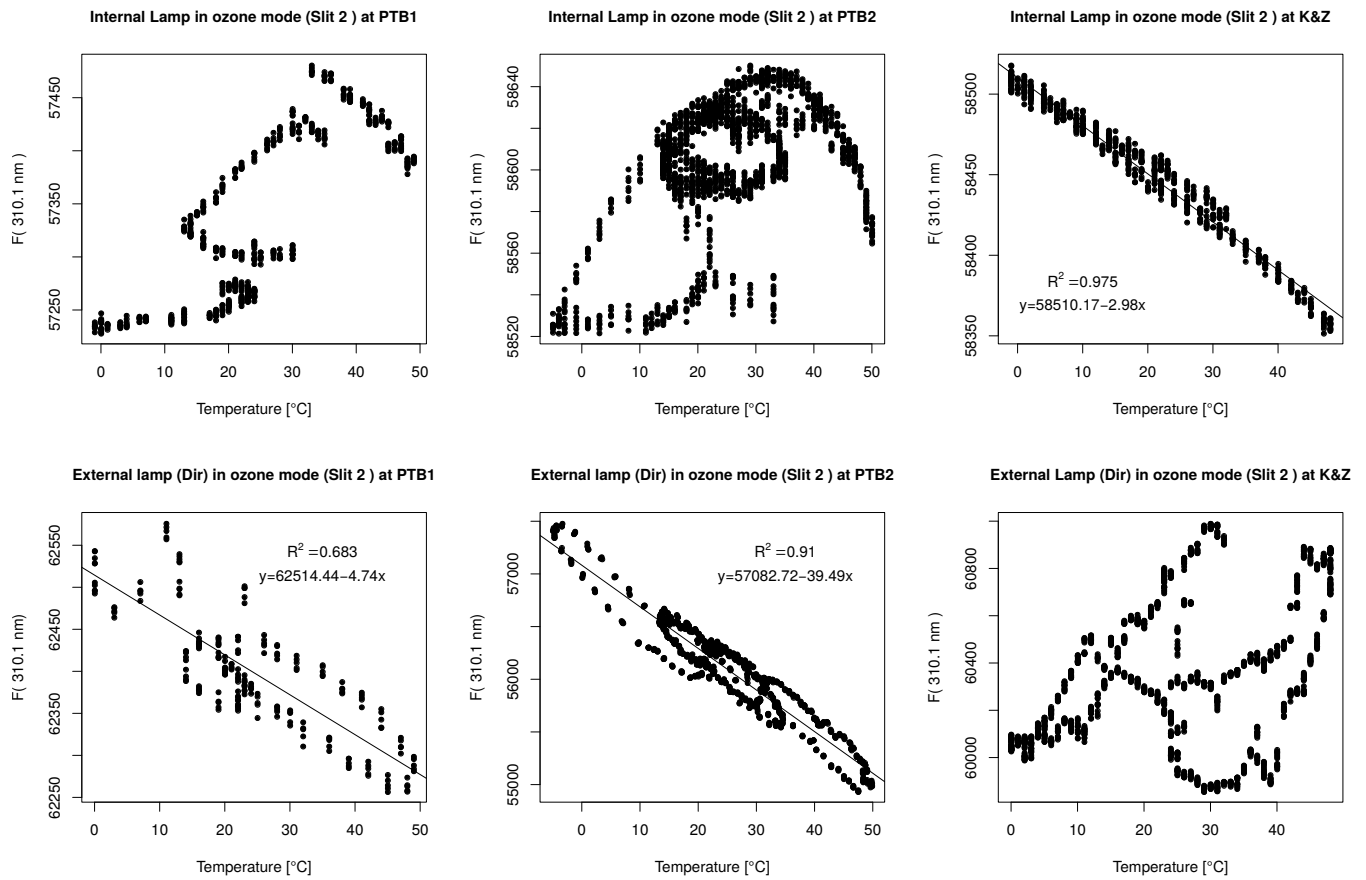 Internal Lamp in ozone mode (Slit 2 ) at PTB1
F( 310.1 nm )
57250
57350
57450
0 10 20 30 40 50
Temperature [°C]
Internal Lamp in ozone mode (Slit 2 ) at PTB2
F( 310.1 nm )
58520
58560
58600
58640
0 10 20 30 40 50
Temperature [°C]
Internal Lamp in ozone mode (Slit 2 ) at K&Z
F( 310.1 nm )
58350
58400
58450
58500
R² =0.975
y=58510.17−2.98x
0 10 20 30 40
Temperature [°C]
External lamp (Dir) in ozone mode (Slit 2 ) at PTB1
F( 310.1 nm)
62250
62350
62450
62550
R² =0.683
y=62514.44−4.74x
0 10 20 30 40 50
Temperature [°C]
External lamp (Dir) in ozone mode (Slit 2 ) at PTB2
F( 310.1 nm )
55000
56000
57000
R² =0.91
y=57082.72−39.49x
0 10 20 30 40 50
Temperature [°C]
External Lamp (Dir) in ozone mode (Slit 2 ) at K&Z
F( 310.1 nm )
60000
60400
60800
0 10 20 30 40
Temperature [°C]